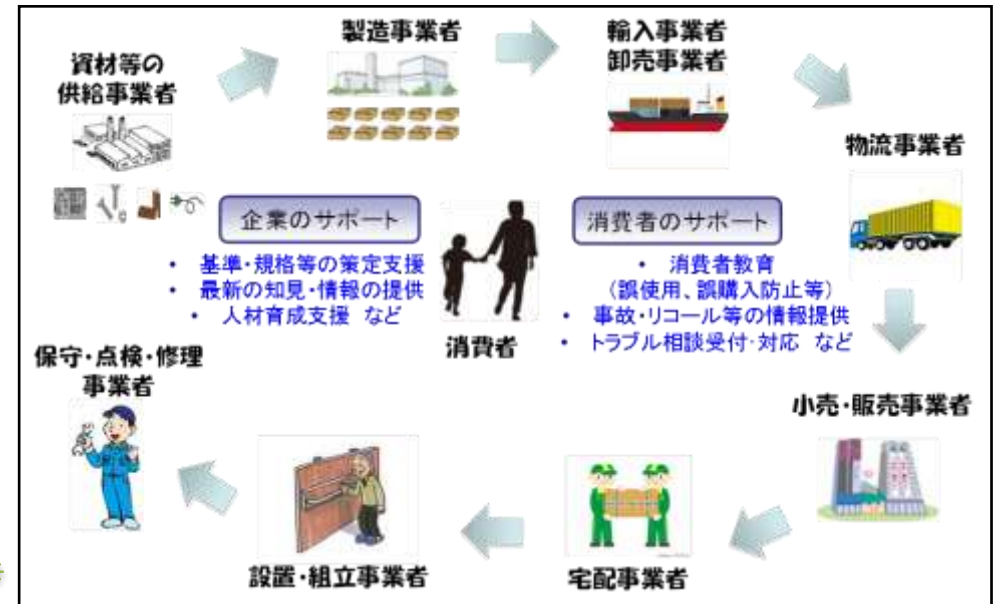 製造事業者
輸入事業者
卸売事業者
資材等の
供給事業者
物流事業者
企業のサポート
• 基準・規格等の策定支援
• 最新の知見・情報の提供
• 人材育成支援 など
消費者
消費者のサポート
• 消費者教育
(誤使用、誤購入防止等)
• 事故・リコール等の情報提供
• トラブル相談受付・対応 など
保守・点検・修理
事業者
小売・販売事業者
設置・組立事業者
宅配事業者